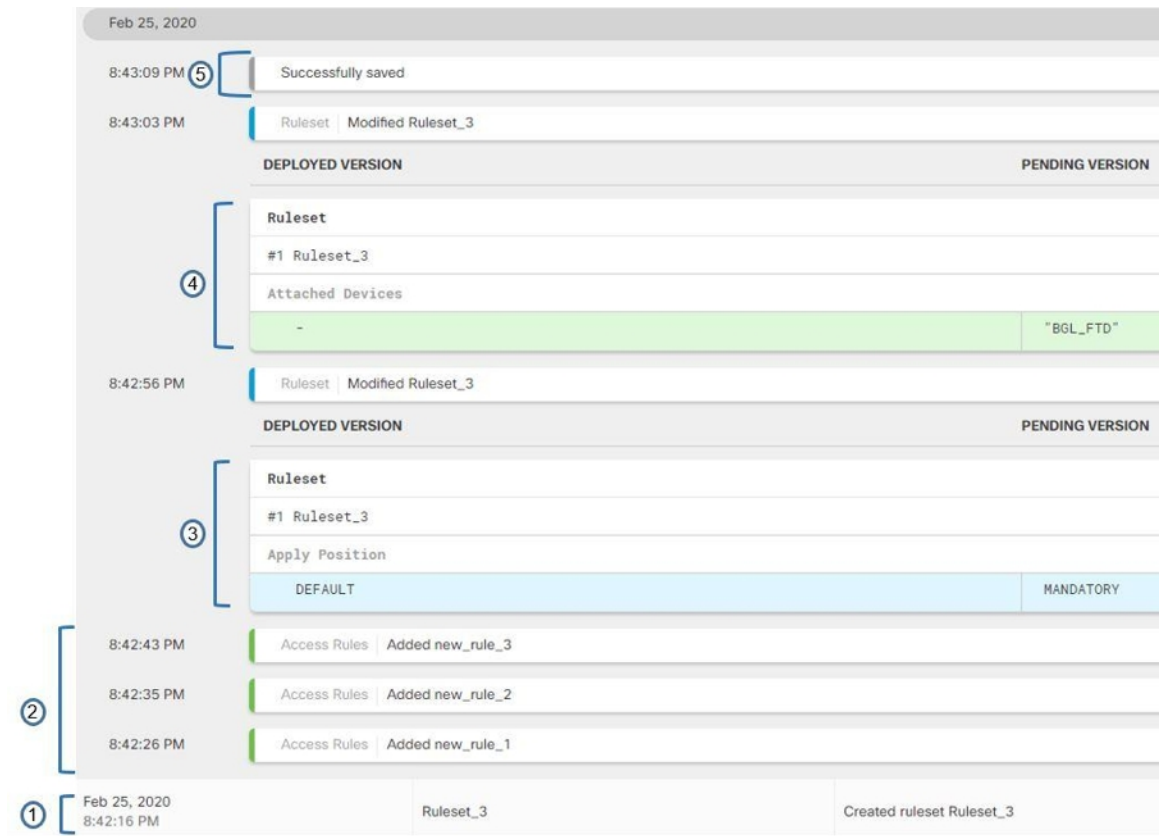 Feb 25, 2020
8:43:09 PM 5 Successfully saved
8:43:03 PM Ruleset Modified Ruleset_3
DEPLOYED VERSION PENDING VERSION
Ruleset
#1 Ruleset_3
4
Attached Devices
- "BGL_FTD"
8:42:56 PM Ruleset Modified Ruleset_3
DEPLOYED VERSION PENDING VERSION
Ruleset
#1 Ruleset_3
3
Apply Position
DEFAULT MANDATORY
8:42:43 PM Access Rules Added new_rule_3
8:42:35 PM Access Rules Added new_rule_2
2
8:42:26 PM Access Rules Added new_rule_1
1 Feb 25, 2020
8:42:16 PM Ruleset_3 Created ruleset Ruleset_3